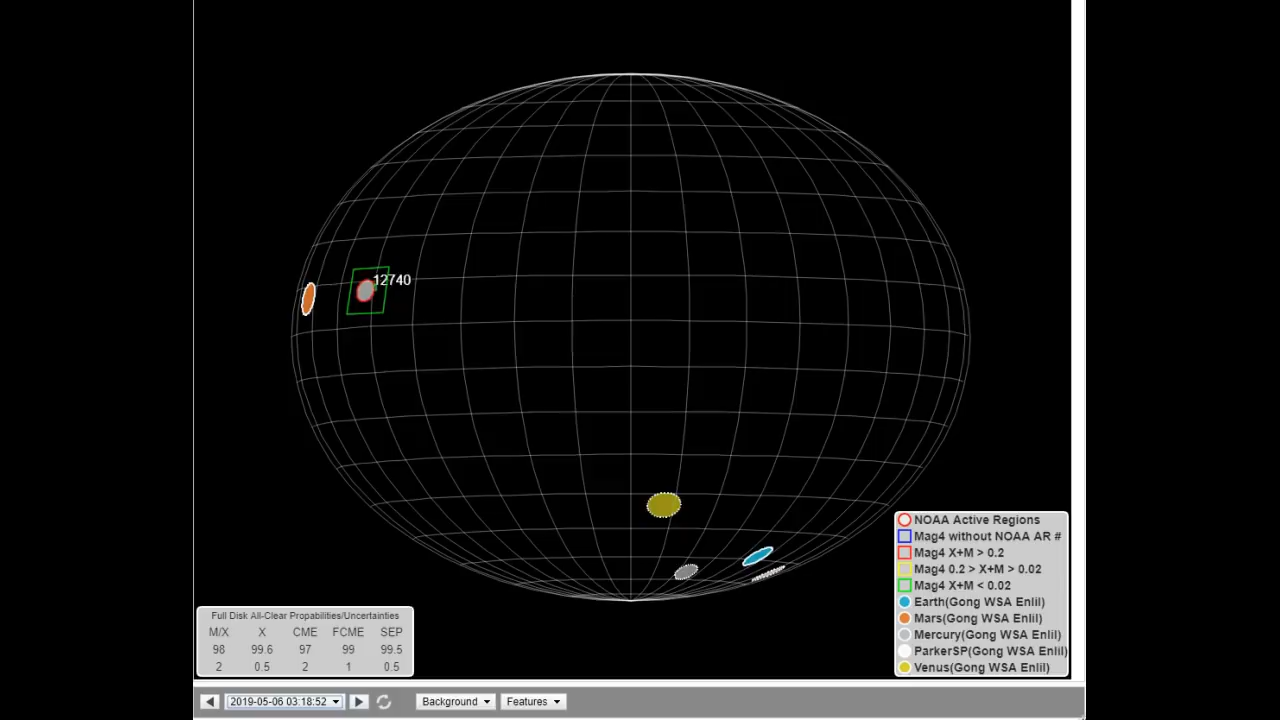 12740
NOAA Active Regions
Mag4 without NOAA AR #
Mag4 X+M > 0.2
Mag4 0.2 > X+M > 0.02
Mag4 X+M < 0.02
Earth(Gong WSA Enlil)
Mars(Gong WSA Enlil)
Mercury(Gong WSA Enlil)
ParkerSP(Gong WSA Enlil)
Venus(Gong WSA Enlil)
Full Disk All-Clear Propabilities/Uncertainties
M/X X CME FCME SEP
98 99.6 97 99 99.5
2 0.5 2 1 0.5
2019-05-06 03:18:52 Background Features